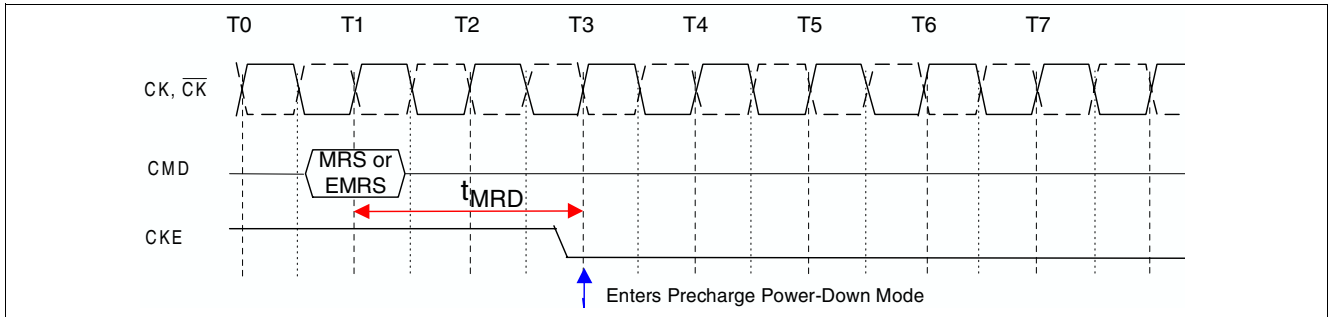 T0 T1 T2 T3 T4 T5 T6 T7
CK, C̅K̅
CMD
MRS or
EMRS
tMRD
CKE
Enters Precharge Power-Down Mode